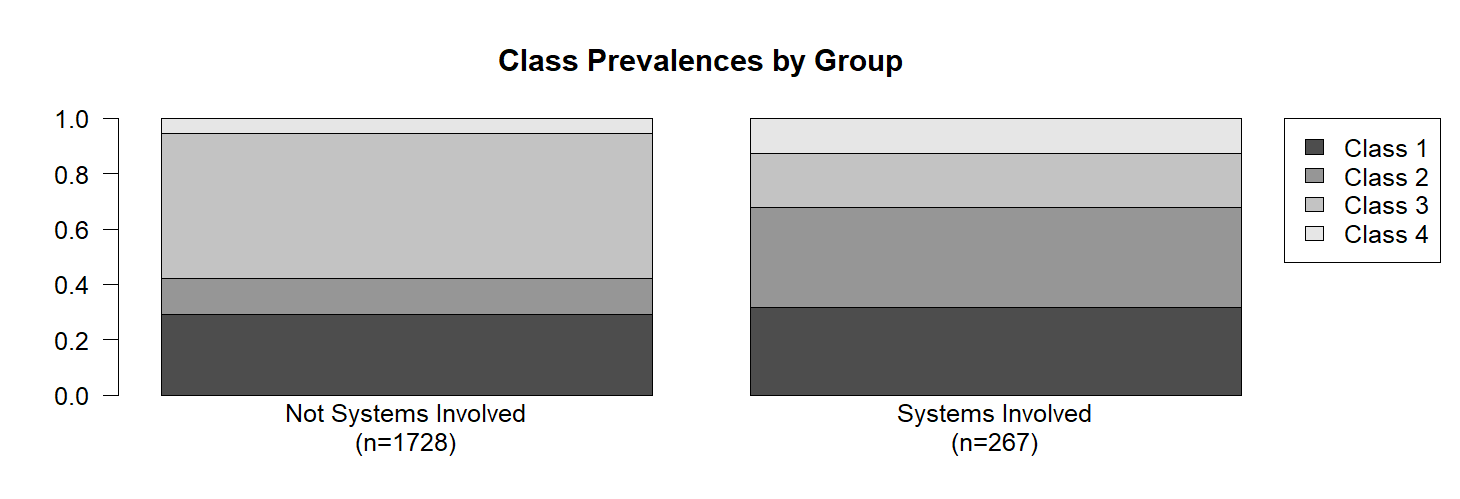 Class Prevalences by Group
1.0
0.8
0.6
0.4
0.2
0.0
Not Systems Involved
(n=1728)
Systems Involved
(n=267)
Class 1
Class 2
Class 3
Class 4